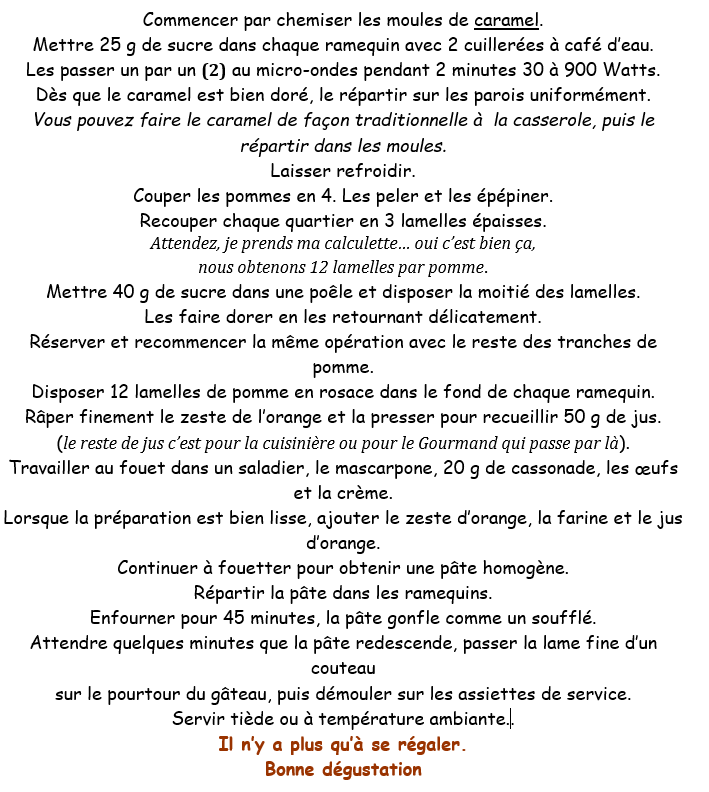 Commencer par chemiser les moules de caramel.
Mettre 25 g de sucre dans chaque ramequin avec 2 cuillerées à café d’eau.
Les passer un par un (2) au micro-ondes pendant 2 minutes 30 à 900 Watts.
Dès que le caramel est bien doré, le répartir sur les parois uniformément.
Vous pouvez faire le caramel de façon traditionnelle à la casserole, puis le
répartir dans les moules.
Laisser refroidir.
Couper les pommes en 4. Les peler et les épépiner.
Recouper chaque quartier en 3 lamelles épaisses.
Attendez, je prends ma calculette... oui c’est bien ça,
nous obtenons 12 lamelles par pomme.
Mettre 40 g de sucre dans une poêle et disposer la moitié des lamelles.
Les faire dorer en les retournant délicatement.
Réserver et recommencer la même opération avec le reste des tranches de
pomme.
Disposer 12 lamelles de pomme en rosace dans le fond de chaque ramequin.
Râper finement le zeste de l’orange et la presser pour recueillir 50 g de jus.
(le reste de jus c’est pour la cuisinière ou pour le Gourmand qui passe par là).
Travailler au fouet dans un saladier, le mascarpone, 20 g de cassonade, les œufs
et la crème.
Lorsque la préparation est bien lisse, ajouter le zeste d’orange, la farine et le jus
d’orange.
Continuer à fouetter pour obtenir une pâte homogène.
Répartir la pâte dans les ramequins.
Enfourner pour 45 minutes, la pâte gonfle comme un soufflé.
Attendre quelques minutes que la pâte redescende, passer la lame fine d’un
couteau
sur le pourtour du gâteau, puis démouler sur les assiettes de service.
Servir tiède ou à température ambiante..
Il n’y a plus qu’à se régaler.
Bonne dégustation